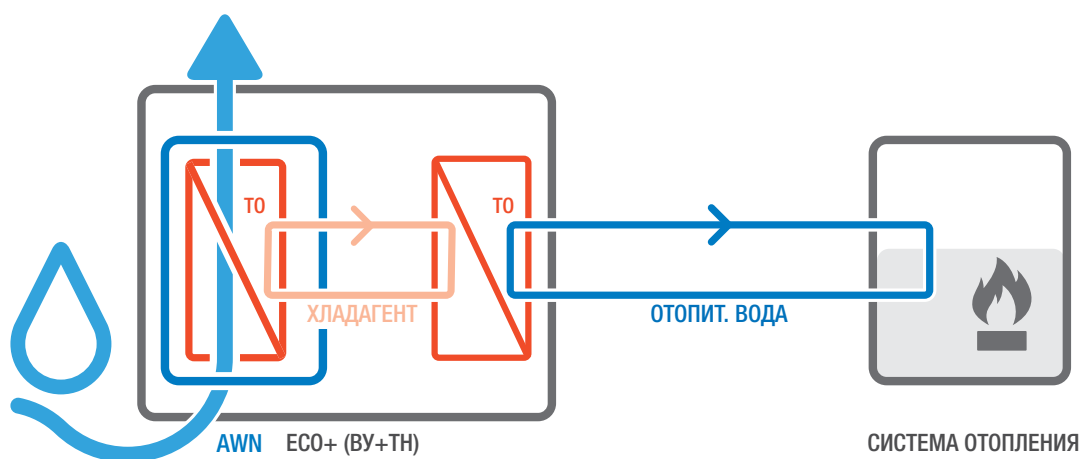 ТО
ТО
ХЛАДАГЕНТ
ОТОПИТ. ВОДА
AWN ECO+ (ВУ+ТН)
СИСТЕМА ОТОПЛЕНИЯ